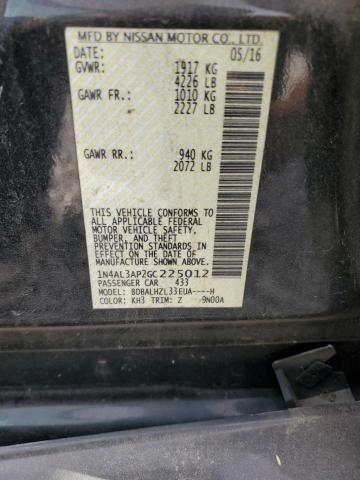 MFD BY NISSAN MOTOR CO., LTD.
DATE: 05/16
GVWR: 1917 KG
4226 LB
GAWR FR.: 1010 KG
2227 LB
GAWR RR.: 940 KG
2072 LB
THIS VEHICLE CONFORMS TO
ALL APPLICABLE FEDERAL
MOTOR VEHICLE SAFETY,
BUMPER, AND THEFT
PREVENTION STANDARDS IN
EFFECT ON THE DATE OF
MANUFACTURE SHOWN ABOVE.
1N4AL3AP2GC225012
PASSENGER CAR 433
MODEL: BDBALHZL33EUA----H
COLOR: KH3 TRIM: Z 9N00A